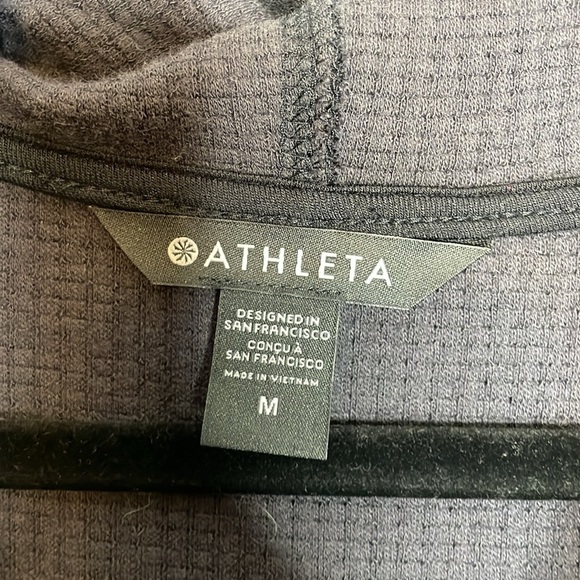 ATHLETA
DESIGNED IN
SAN FRANCISCO
CONÇU À
SAN FRANCISCO
MADE IN VIETNAM
M